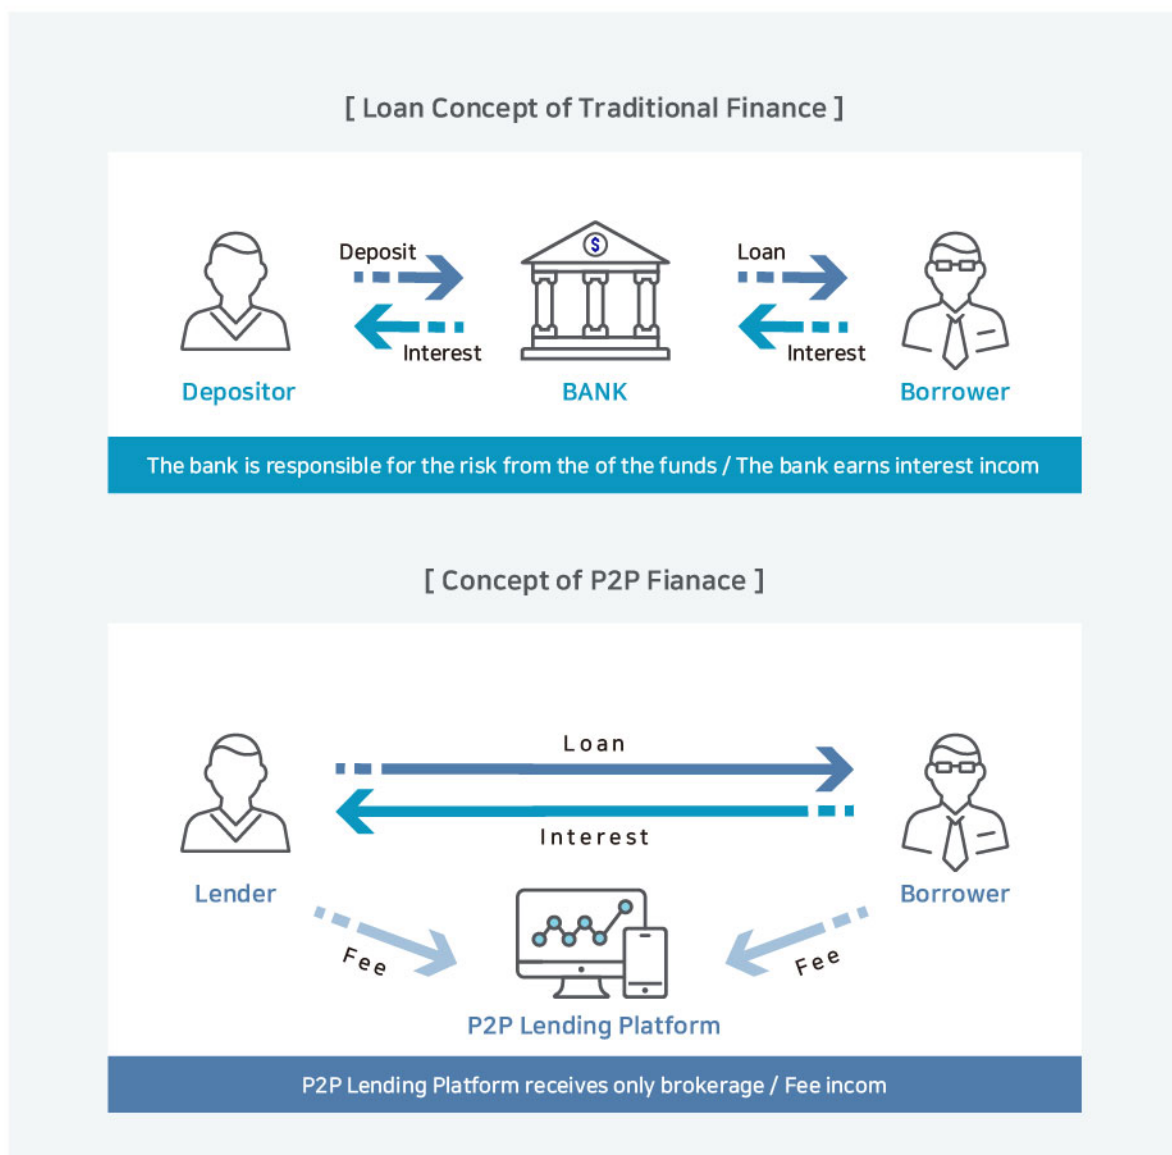 [ Loan Concept of Traditional Finance ]
Deposit
Loan
$
Interest
Interest
Depositor
BANK
Borrower
The bank is responsible for the risk from the of the funds / The bank earns interest incom
[ Concept of P2P Fianace ]
Loan
Interest
Lender
Borrower
Fee
Fee
P2P Lending Platform
P2P Lending Platform receives only brokerage / Fee incom